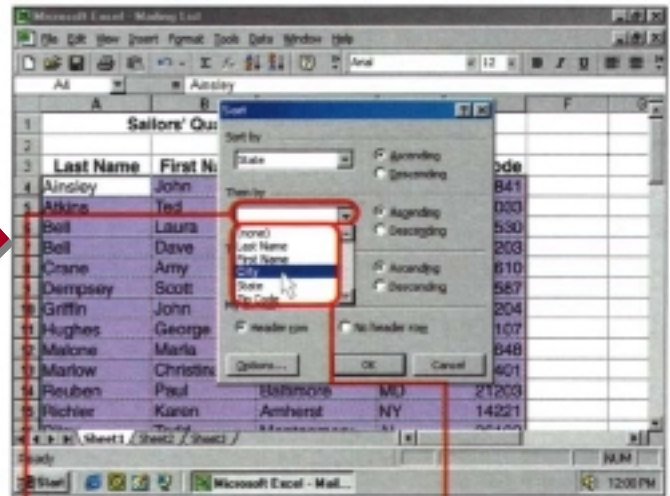 Microsoft Excel - Mailing List
File Edit View Insert Format Tools Data Window Help
Arial 12 B I U
A4 = Ainsley
A B F G
1 Sailors' Qua
2
3 Last Name First N ode
4 Ainsley John 841
5 Atkins Ted 033
6 Bell Laura 530
7 Bell Dave 203
8 Crane Amy 610
9 Dempsey Scott 587
10 Griffin John 204
11 Hughes George 107
12 Malone Marla 648
13 Marlow Christina 401
14 Reuben Paul Baltimore MD 21203
15 Richler Karen Amherst NY 14221
Sort
Sort by
State
Ascending
Descending
Then by
Ascending
Descending
(none)
Last Name
First Name
City
State
Zip Code
Ascending
Descending
Header row
No header row
Options...
OK
Cancel
Sheet1 / Sheet2 / Sheet3 /
Ready NUM
Start Microsoft Excel - Mail... 12:00 PM